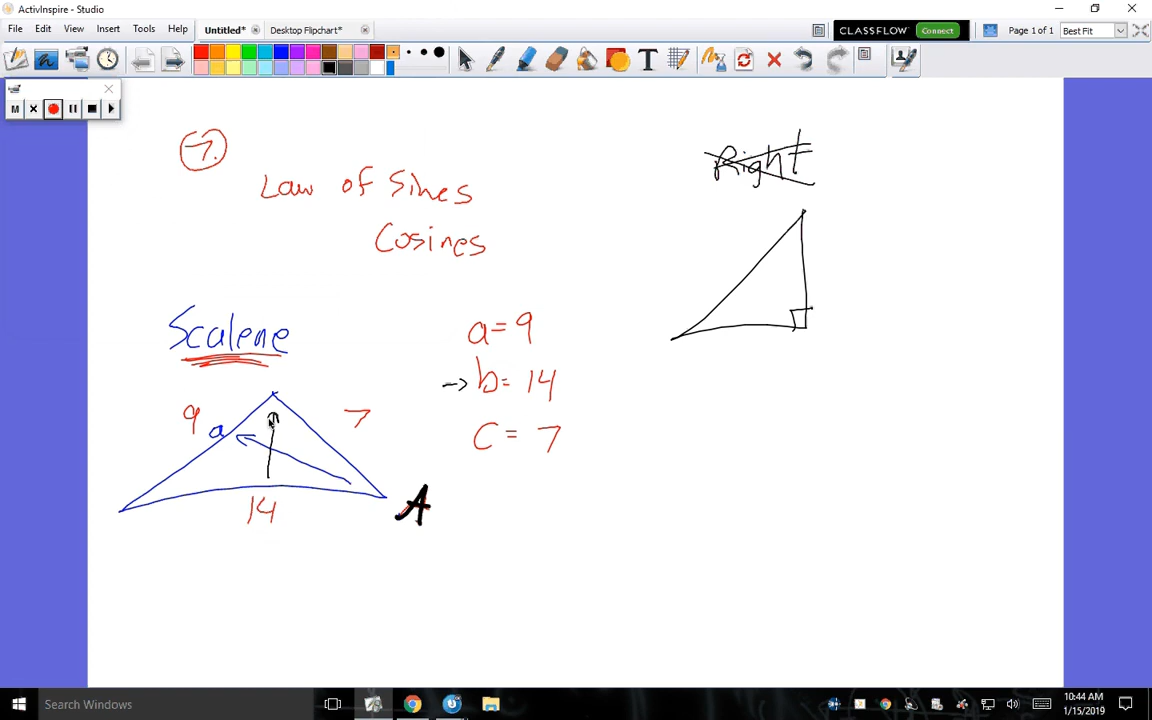 ActivInspire - Studio
File Edit View Insert Tools Help
Untitled* Desktop Flipchart*
CLASSFLOW Connect
Page 1 of 1 Best Fit
M
7.
Law of Sines
Cosines
Right
Scalene
a=9
-> b= 14
c= 7
9 a 7
14 A
Search Windows
10:44 AM
1/15/2019